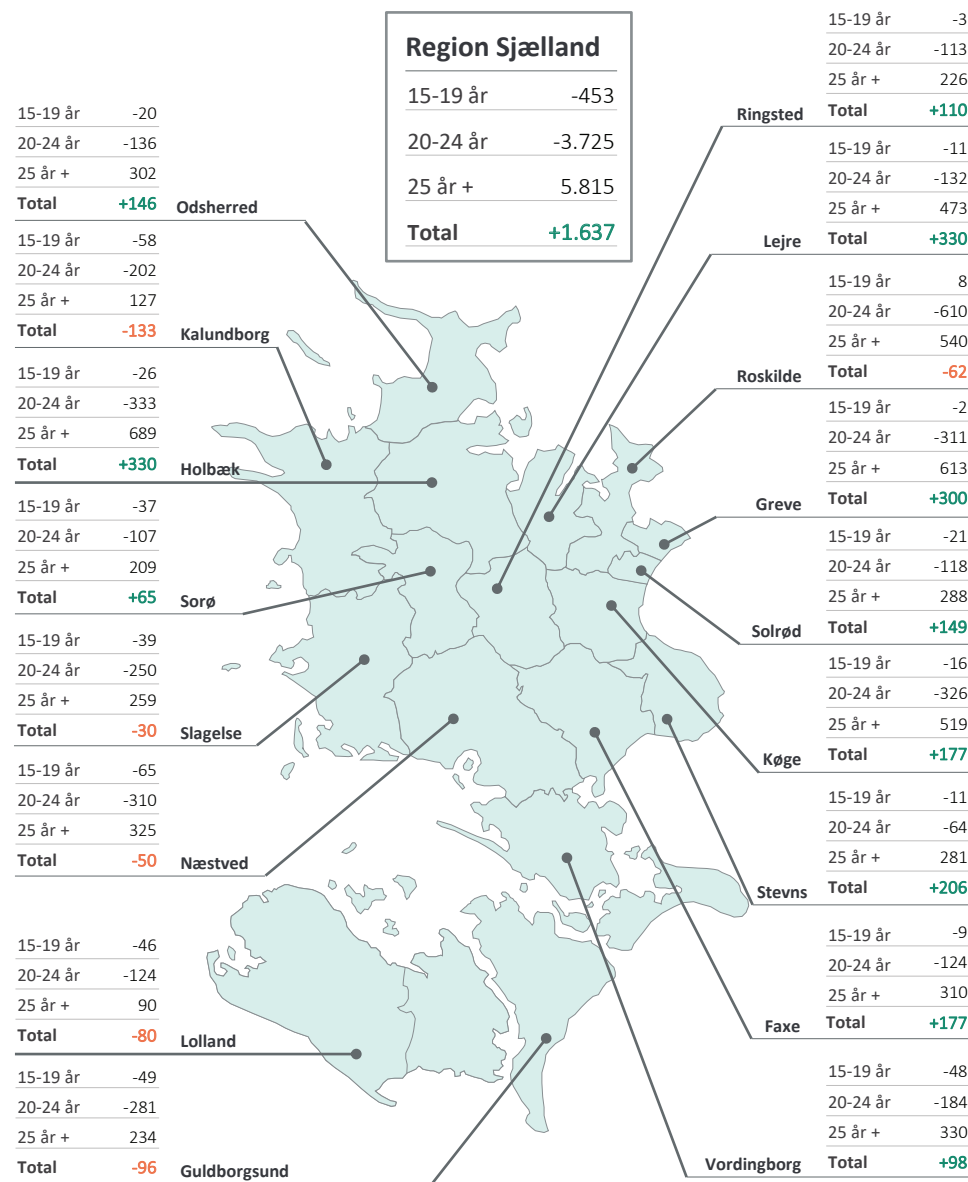 Region Sjælland
15-19 år -453
20-24 år -3.725
25 år + 5.815
Total +1.637
15-19 år -20
20-24 år -136
25 år + 302
Total +146
Odsherred
15-19 år -58
20-24 år -202
25 år + 127
Total -133
Kalundborg
15-19 år -26
20-24 år -333
25 år + 689
Total +330
Holbæk
15-19 år -37
20-24 år -107
25 år + 209
Total +65
Sorø
15-19 år -39
20-24 år -250
25 år + 259
Total -30
Slagelse
15-19 år -65
20-24 år -310
25 år + 325
Total -50
Næstved
15-19 år -46
20-24 år -124
25 år + 90
Total -80
Lolland
15-19 år -49
20-24 år -281
25 år + 234
Total -96
Guldborgsund
15-19 år -3
20-24 år -113
25 år + 226
Ringsted
Total +110
15-19 år -11
20-24 år -132
25 år + 473
Lejre
Total +330
15-19 år 8
20-24 år -610
25 år + 540
Roskilde
Total -62
15-19 år -2
20-24 år -311
25 år + 613
Greve
Total +300
15-19 år -21
20-24 år -118
25 år + 288
Solrød
Total +149
15-19 år -16
20-24 år -326
25 år + 519
Køge
Total +177
15-19 år -11
20-24 år -64
25 år + 281
Stevns
Total +206
15-19 år -9
20-24 år -124
25 år + 310
Faxe
Total +177
15-19 år -48
20-24 år -184
25 år + 330
Vordingborg
Total +98